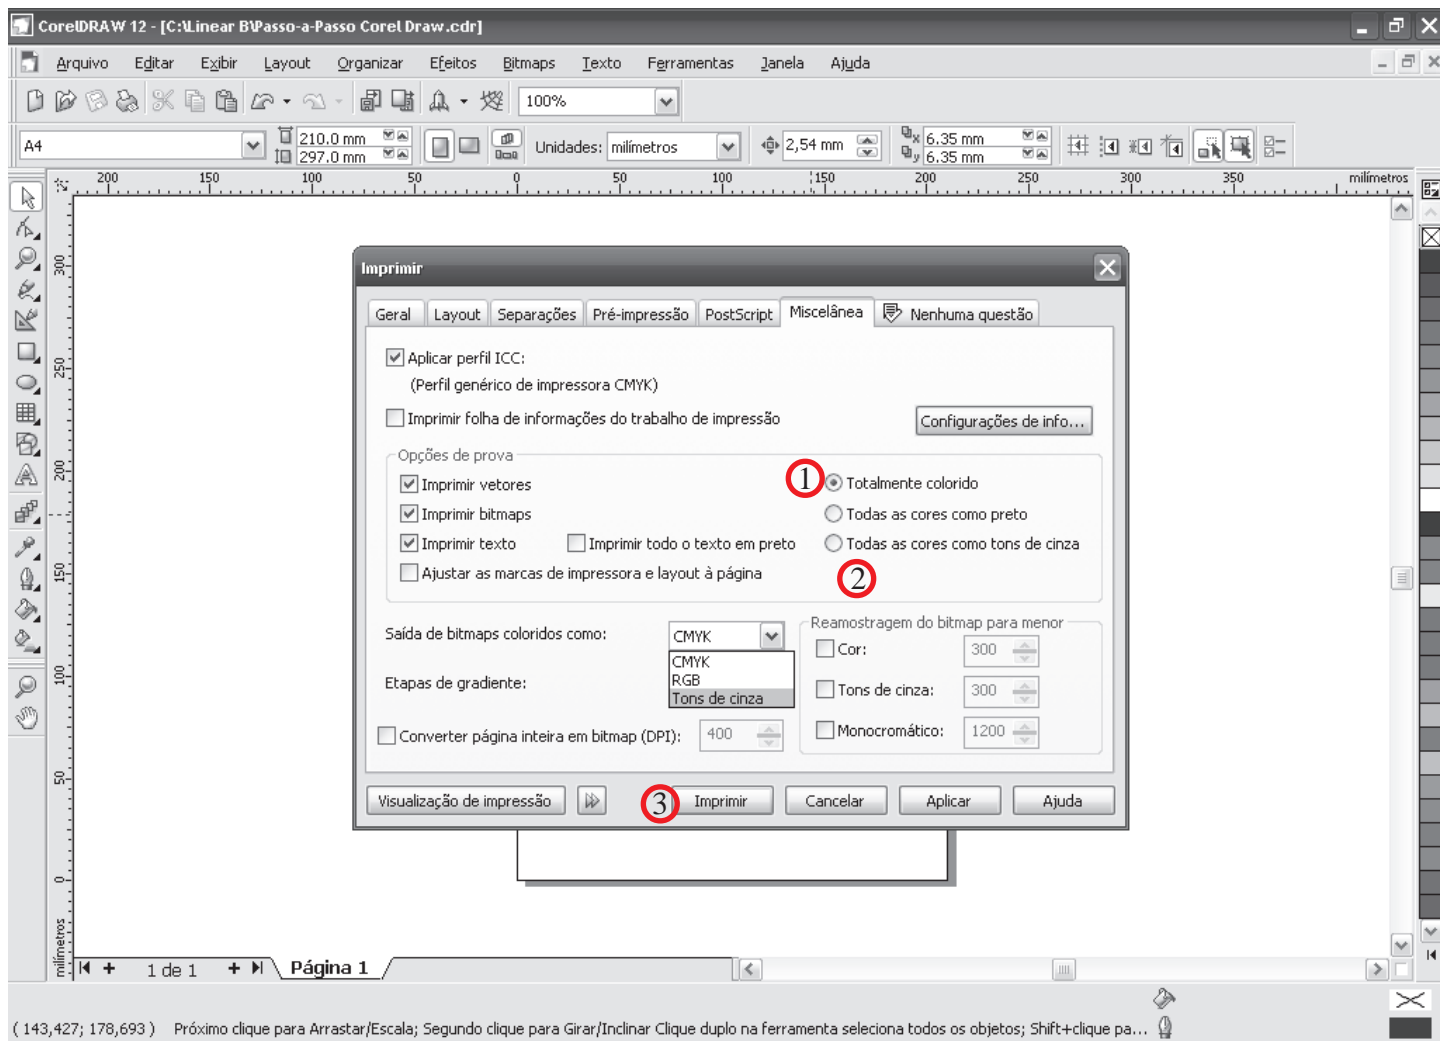 CorelDRAW 12 - [C:\Linear B\Passo-a-Passo Corel Draw.cdr]
Arquivo Editar Exibir Layout Organizar Efeitos Bitmaps Texto Ferramentas Janela Ajuda
100%
A4 210.0 mm 297.0 mm Unidades: milímetros 2,54 mm x 6.35 mm y 6.35 mm
200 150 100 50 0 50 100 150 200 250 300 350 milímetros
300
250
200
150
100
50
0
milímetros
Imprimir
Geral Layout Separações Pré-impressão PostScript Miscelânea Nenhuma questão
Aplicar perfil ICC:
(Perfil genérico de impressora CMYK)
Imprimir folha de informações do trabalho de impressão Configurações de info...
Opções de prova
Imprimir vetores 1 Totalmente colorido
Imprimir bitmaps Todas as cores como preto
Imprimir texto Imprimir todo o texto em preto Todas as cores como tons de cinza
Ajustar as marcas de impressora e layout à página 2
Saída de bitmaps coloridos como: CMYK
CMYK
RGB
Tons de cinza
Etapas de gradiente:
Converter página inteira em bitmap (DPI): 400
Reamostragem do bitmap para menor
Cor: 300
Tons de cinza: 300
Monocromático: 1200
Visualização de impressão 3 Imprimir Cancelar Aplicar Ajuda
1 de 1 Página 1
( 143,427; 178,693 ) Próximo clique para Arrastar/Escala; Segundo clique para Girar/Inclinar Clique duplo na ferramenta seleciona todos os objetos; Shift+clique pa...